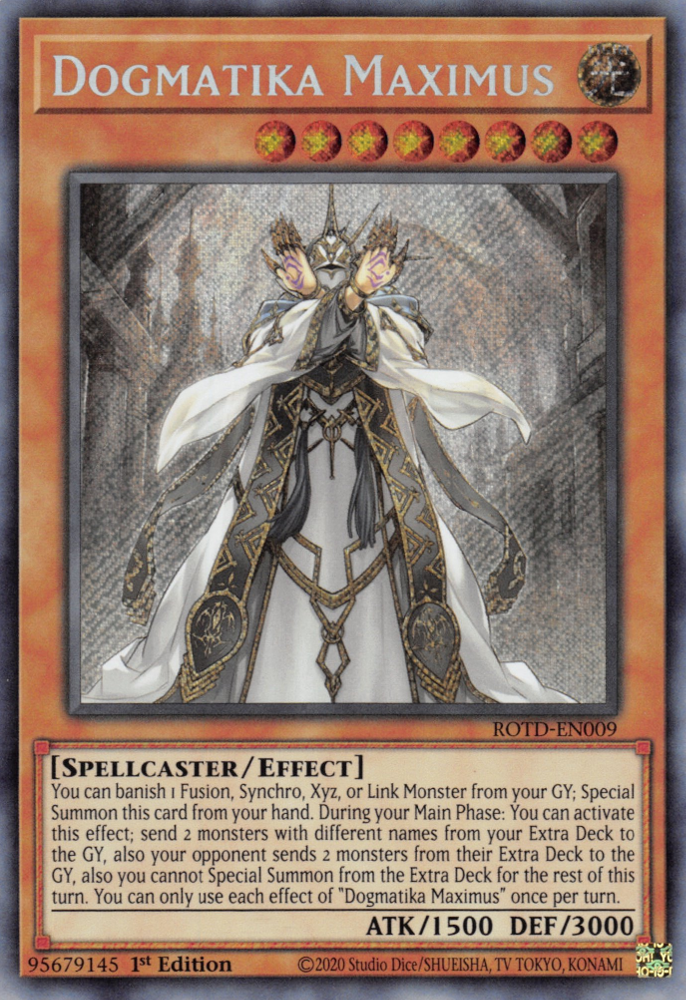 DOGMATIKA MAXIMUS
ROTD-EN009
[SPELLCASTER/EFFECT]
You can banish 1 Fusion, Synchro, Xyz, or Link Monster from your GY; Special
Summon this card from your hand. During your Main Phase: You can activate
this effect; send 2 monsters with different names from your Extra Deck to
the GY, also your opponent sends 2 monsters from their Extra Deck to the
GY, also you cannot Special Summon from the Extra Deck for the rest of this
turn. You can only use each effect of "Dogmatika Maximus" once per turn.
ATK/1500 DEF/3000
95679145 1st Edition ©2020 Studio Dice/SHUEISHA, TV TOKYO, KONAMI